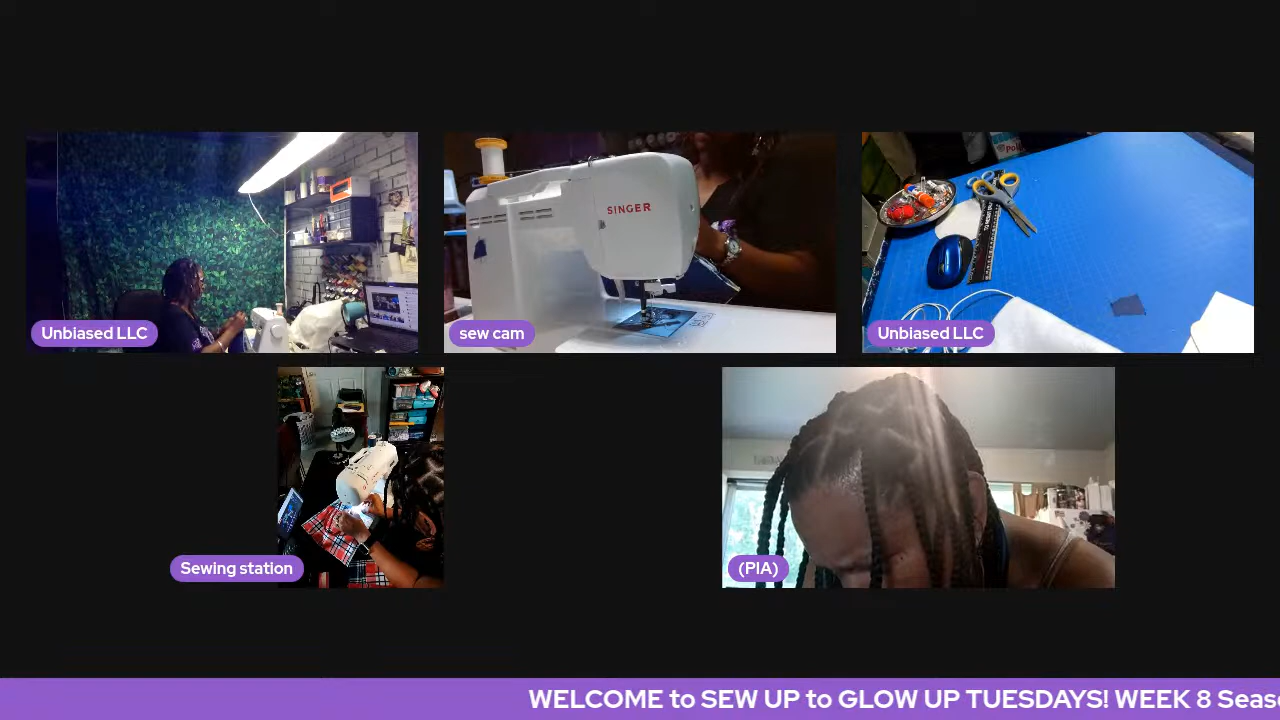 Unbiased LLC
SINGER
sew cam
Unbiased LLC
Sewing station
(PIA)
WELCOME to SEW UP to GLOW UP TUESDAYS! WEEK 8 Seas